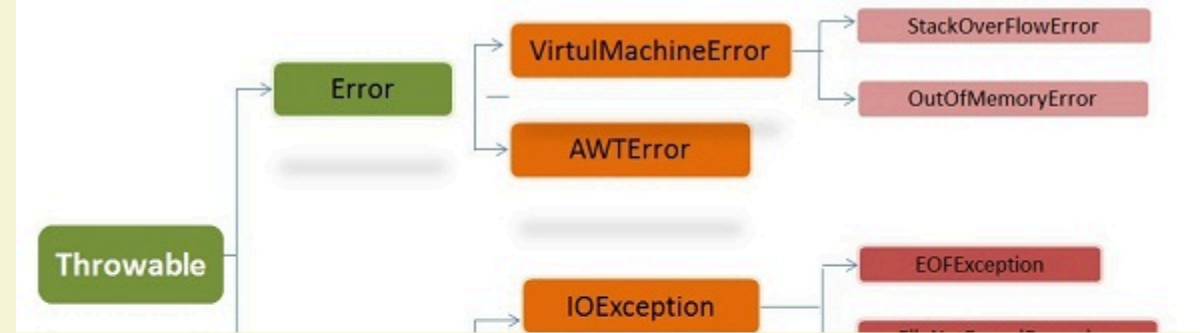 StackOverFlowError
VirtulMachineError
Error
OutOfMemoryError
AWTError
Throwable
EOFException
IOException